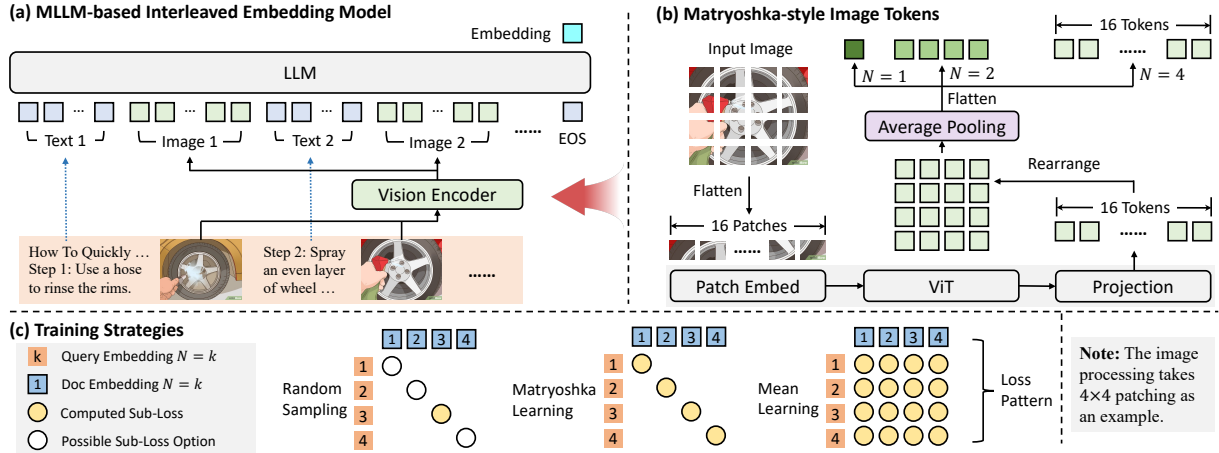 (a) MLLM-based Interleaved Embedding Model
Embedding
LLM
... ... ... ... ......
Text 1 Image 1 Text 2 Image 2 EOS
Vision Encoder
How To Quickly …
Step 1: Use a hose
to rinse the rims.
Step 2: Spray
an even layer
of wheel …
......
(b) Matryoshka-style Image Tokens
Input Image
Flatten
16 Patches
......
Patch Embed
ViT
Projection
16 Tokens
......
Rearrange
Average Pooling
Flatten
N = 1
N = 2
N = 4
16 Tokens
......
(c) Training Strategies
k Query Embedding N = k
1 Doc Embedding N = k
Computed Sub-Loss
Possible Sub-Loss Option
Random
Sampling
1 2 3 4
1
2
3
4
Matryoshka
Learning
1 2 3 4
1
2
3
4
Mean
Learning
1 2 3 4
1
2
3
4
Loss
Pattern
Note: The image
processing takes
4×4 patching as
an example.